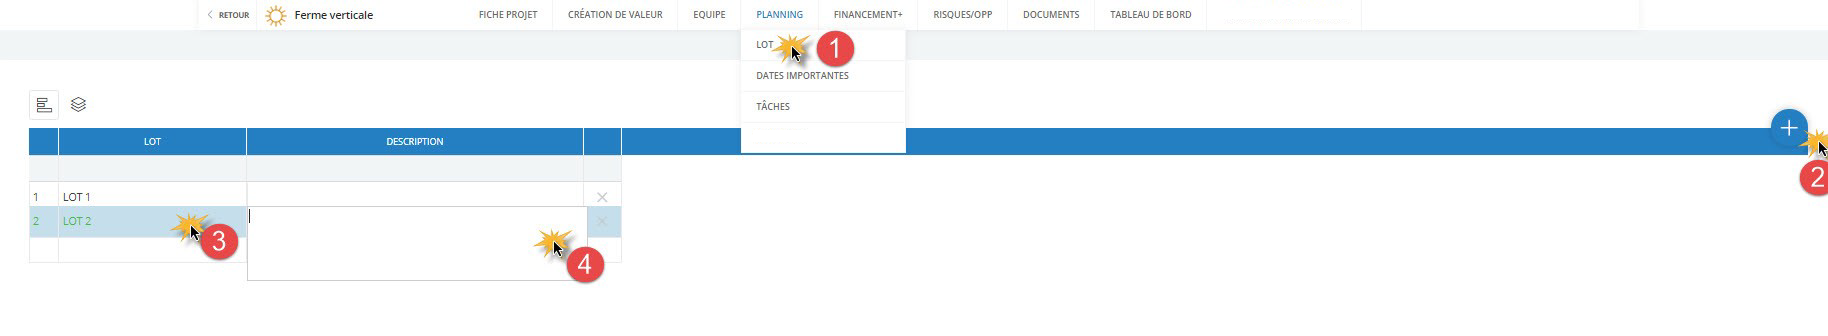 RETOUR Ferme verticale FICHE PROJET CRÉATION DE VALEUR EQUIPE PLANNING FINANCEMENT+ RISQUES/OPP DOCUMENTS TABLEAU DE BORD
LOT 1
DATES IMPORTANTES
TÂCHES
LOT DESCRIPTION
2
1 LOT 1
2 LOT 2
3
4